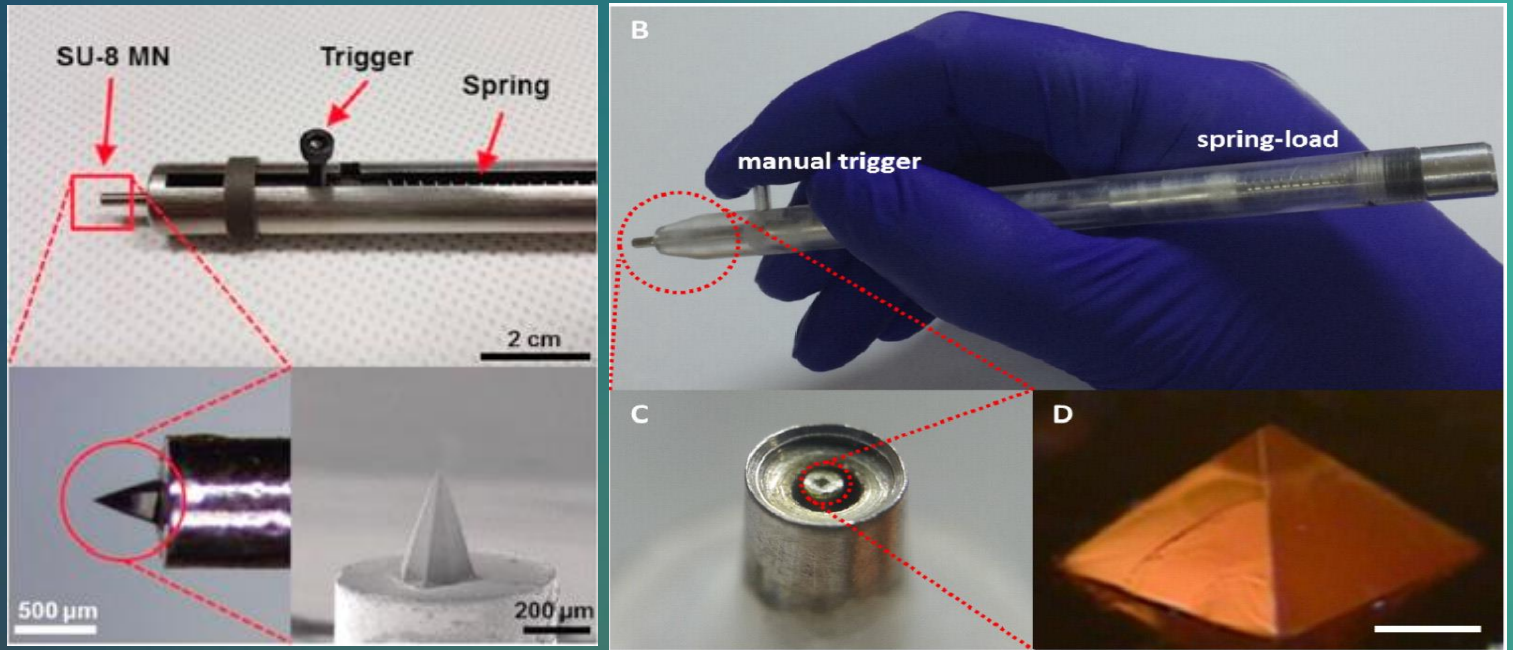 SU-8 MN
Trigger
Spring
2 cm
500 µm
200 µm
B
manual trigger
spring-load
C
D